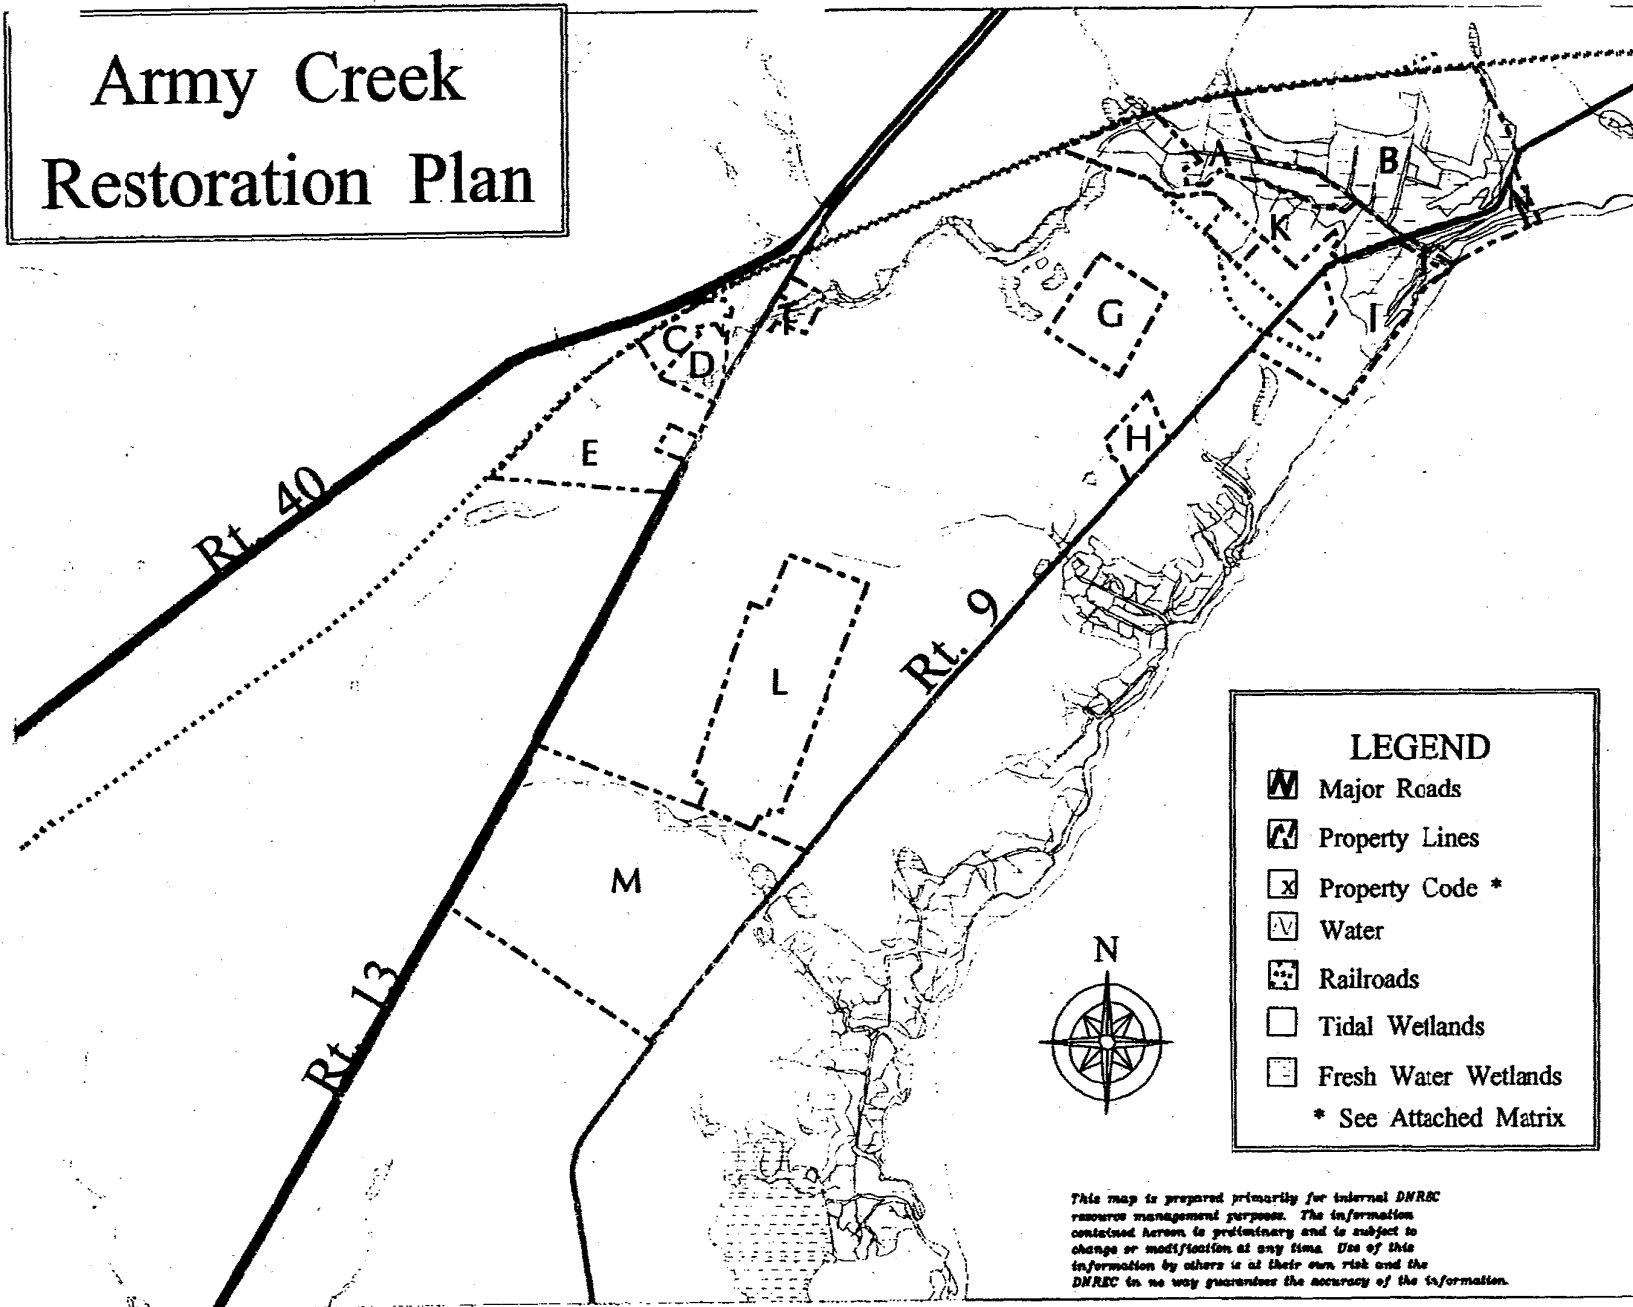 Army Creek
Restoration Plan
A
B
K
N
C
D
F
G
I
E
H
Rt. 40
L
Rt. 9
M
Rt. 13
N
LEGEND
Major Roads
Property Lines
x Property Code *
Water
Railroads
Tidal Wetlands
Fresh Water Wetlands
* See Attached Matrix
This map is prepared primarily for internal DNREC
resource management purposes. The information
contained hereon is preliminary and is subject to
change or modification at any time. Use of this
information by others is at their own risk and the
DNREC in no way guarantees the accuracy of the information.